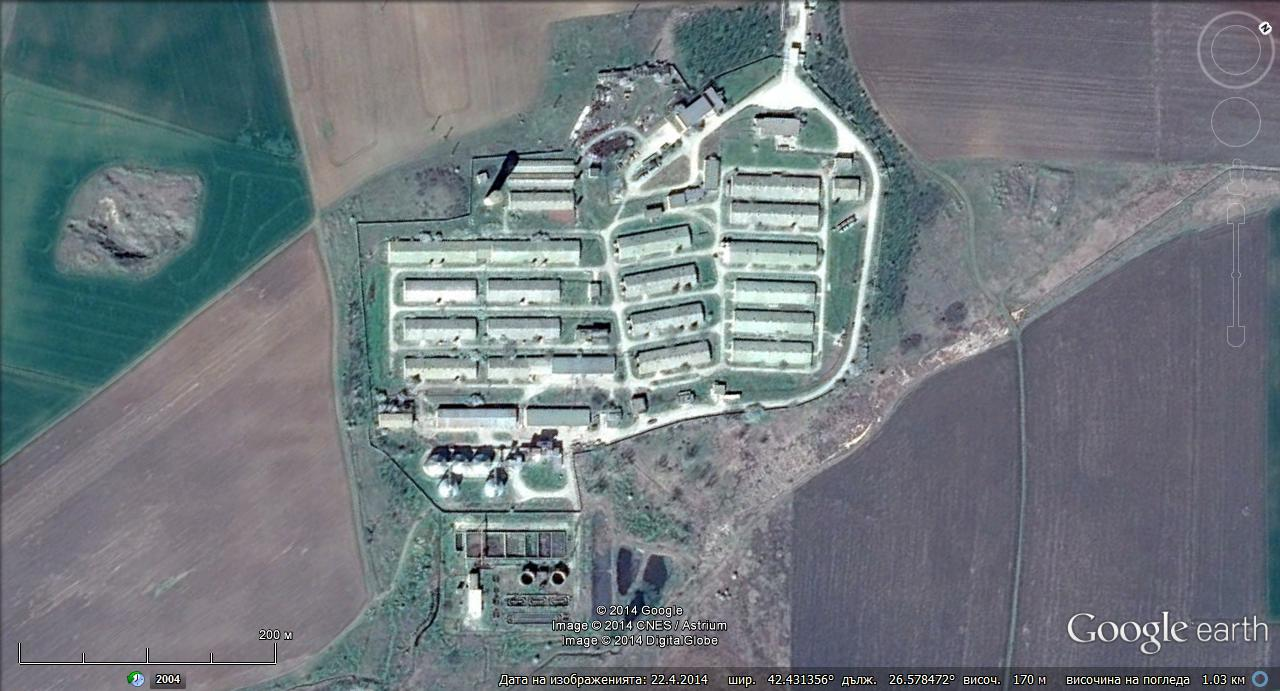 N
200 м
© 2014 Google
Image © 2014 CNES / Astrium
Image © 2014 DigitalGlobe
Google earth
2004
Дата на изображенията: 22.4.2014 шир. 42.431356° дълж. 26.578472° височ. 170 м височина на погледа 1.03 км